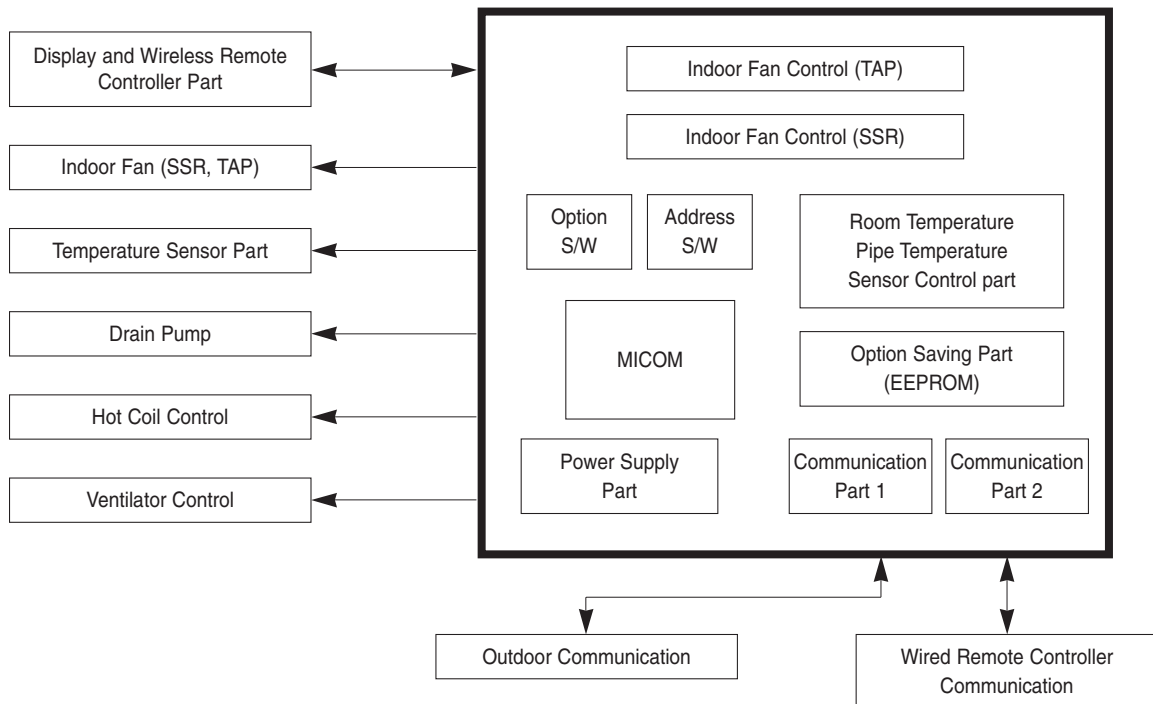 Display and Wireless Remote
Controller Part
Indoor Fan (SSR, TAP)
Temperature Sensor Part
Drain Pump
Hot Coil Control
Ventilator Control
Indoor Fan Control (TAP)
Indoor Fan Control (SSR)
Option
S/W
Address
S/W
Room Temperature
Pipe Temperature
Sensor Control part
MICOM
Option Saving Part
(EEPROM)
Power Supply
Part
Communication
Part 1
Communication
Part 2
Outdoor Communication
Wired Remote Controller
Communication